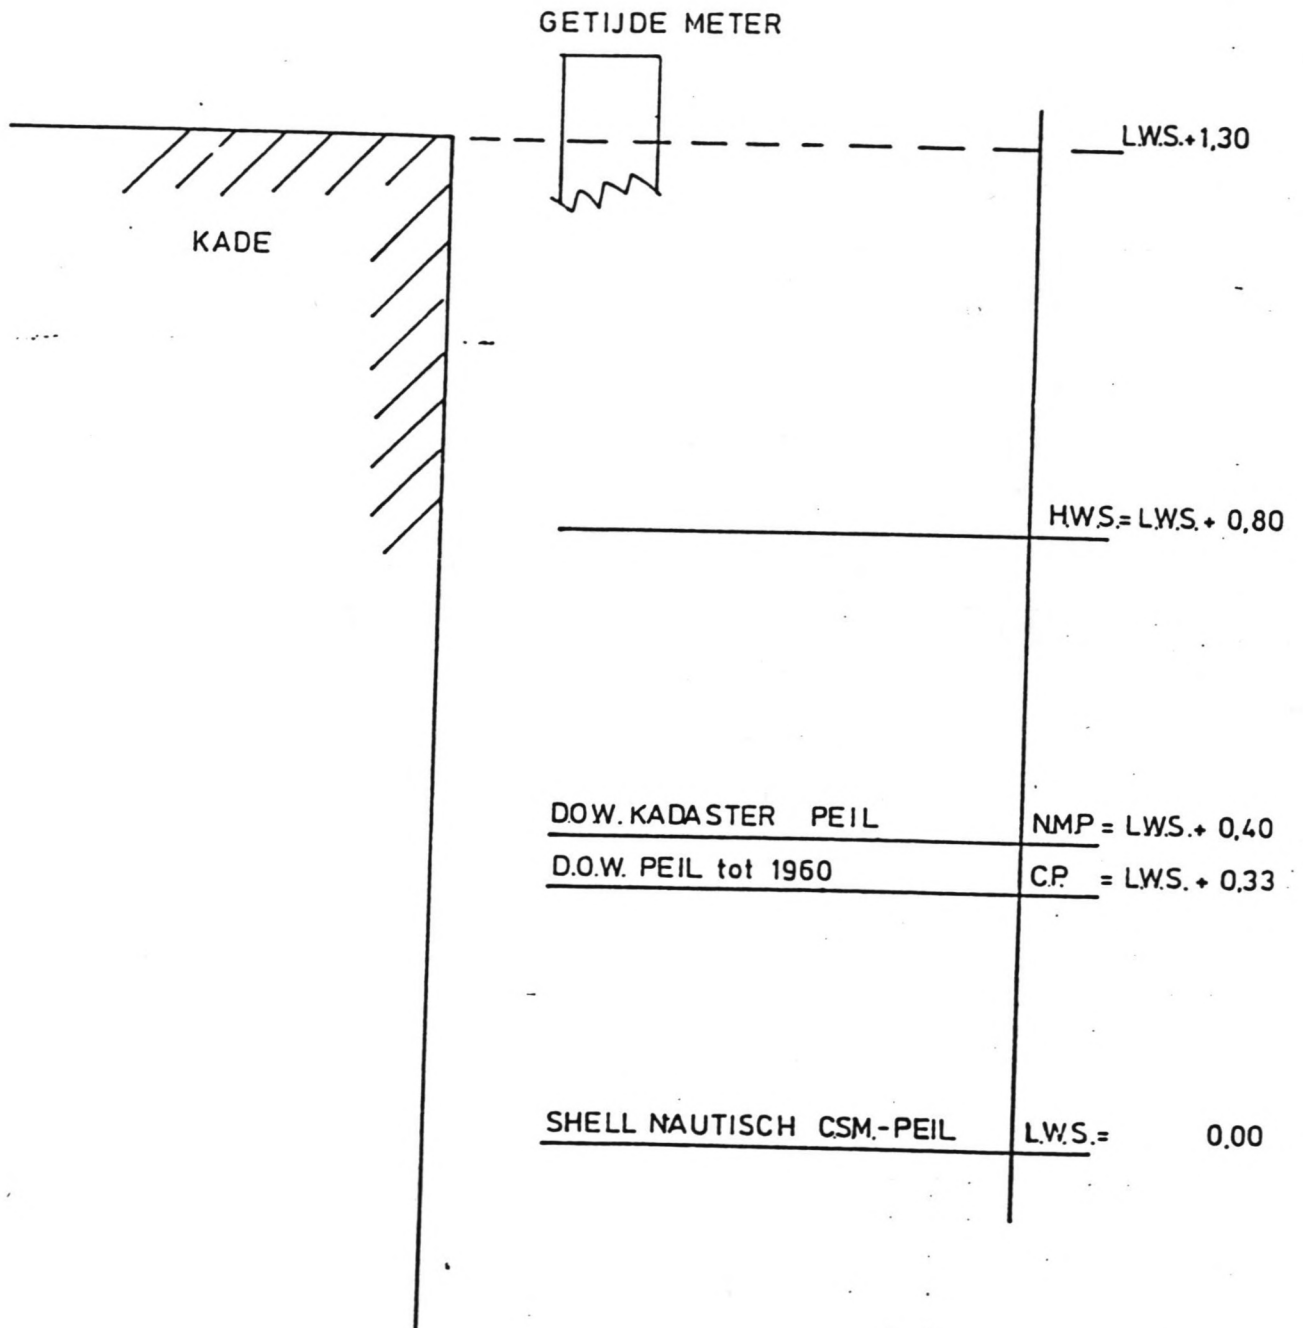 GETIJDE METER
L.W.S.+1,30
KADE
H.W.S.= L.W.S. + 0,80
D.O.W. KADASTER PEIL N.M.P = L.W.S. + 0,40
D.O.W. PEIL tot 1960 C.P. = L.W.S. + 0,33
SHELL NAUTISCH C.S.M.-PEIL L.W.S.= 0,00